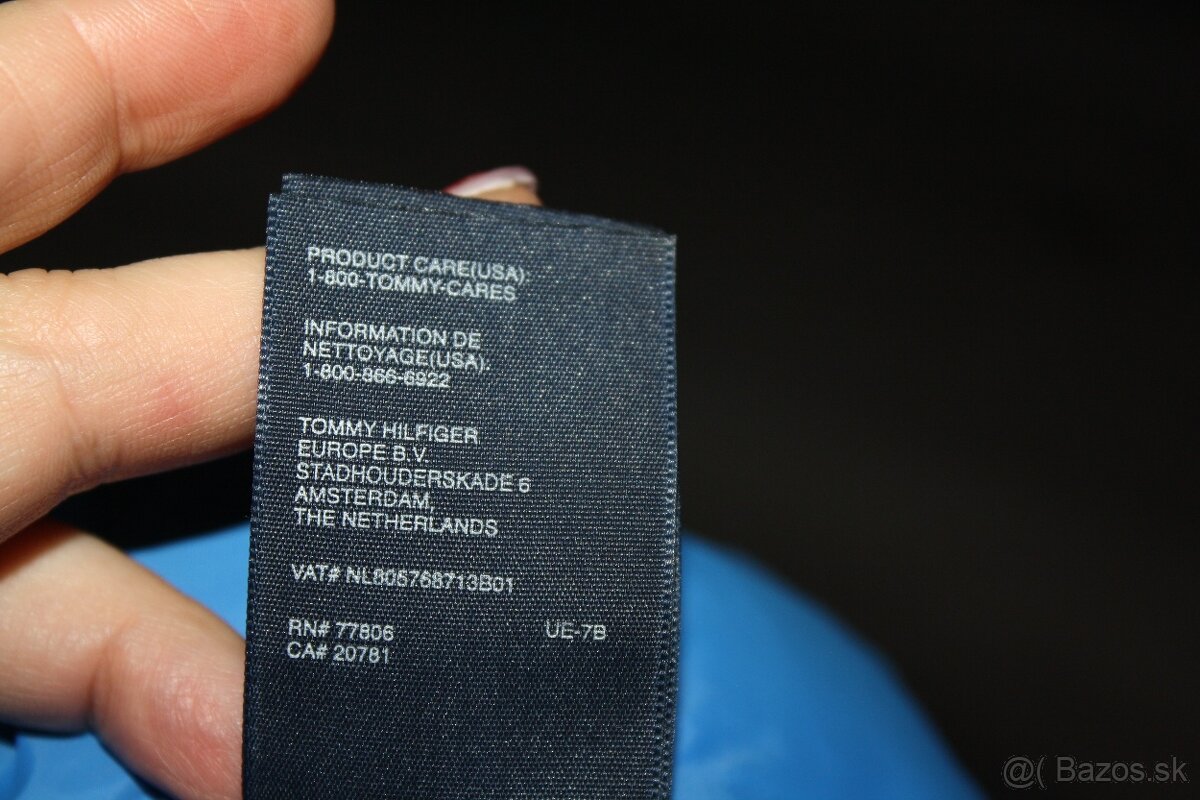 PRODUCT CARE(USA):
1-800-TOMMY-CARES
INFORMATION DE
NETTOYAGE(USA):
1-800-866-6922
TOMMY HILFIGER
EUROPE B.V.
STADHOUDERSKADE 6
AMSTERDAM,
THE NETHERLANDS
VAT# NL805768713B01
RN# 77806 UE-7B
CA# 20781
@( Bazos.sk